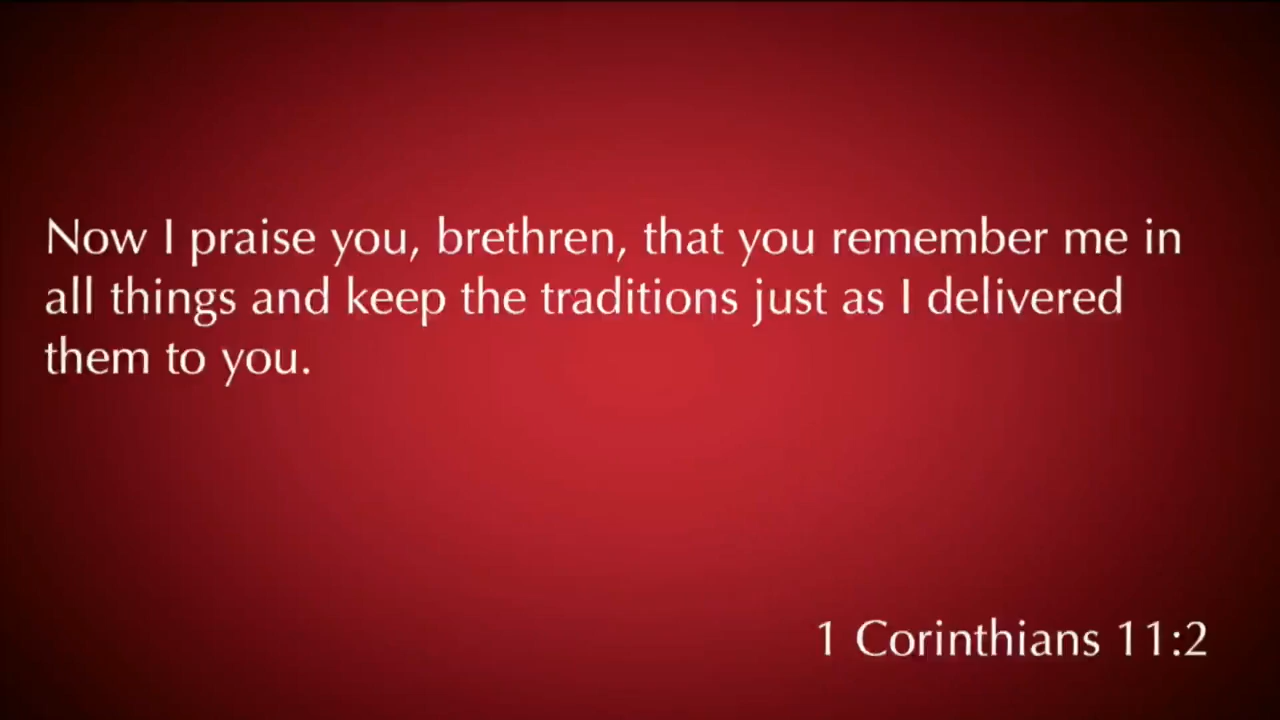 Now I praise you, brethren, that you remember me in
all things and keep the traditions just as I delivered
them to you.
1 Corinthians 11:2